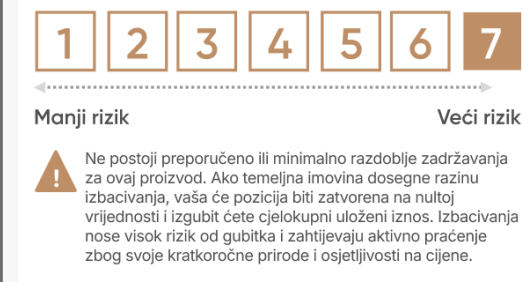 1 2 3 4 5 6 7
Manji rizik Veći rizik
Ne postoji preporučeno ili minimalno razdoblje zadržavanja
za ovaj proizvod. Ako temeljna imovina dosegne razinu
izbacivanja, vaša će pozicija biti zatvorena na nultoj
vrijednosti i izgubit ćete cjelokupni uloženi iznos. Izbacivanja
nose visok rizik od gubitka i zahtijevaju aktivno praćenje
zbog svoje kratkoročne prirode i osjetljivosti na cijene.